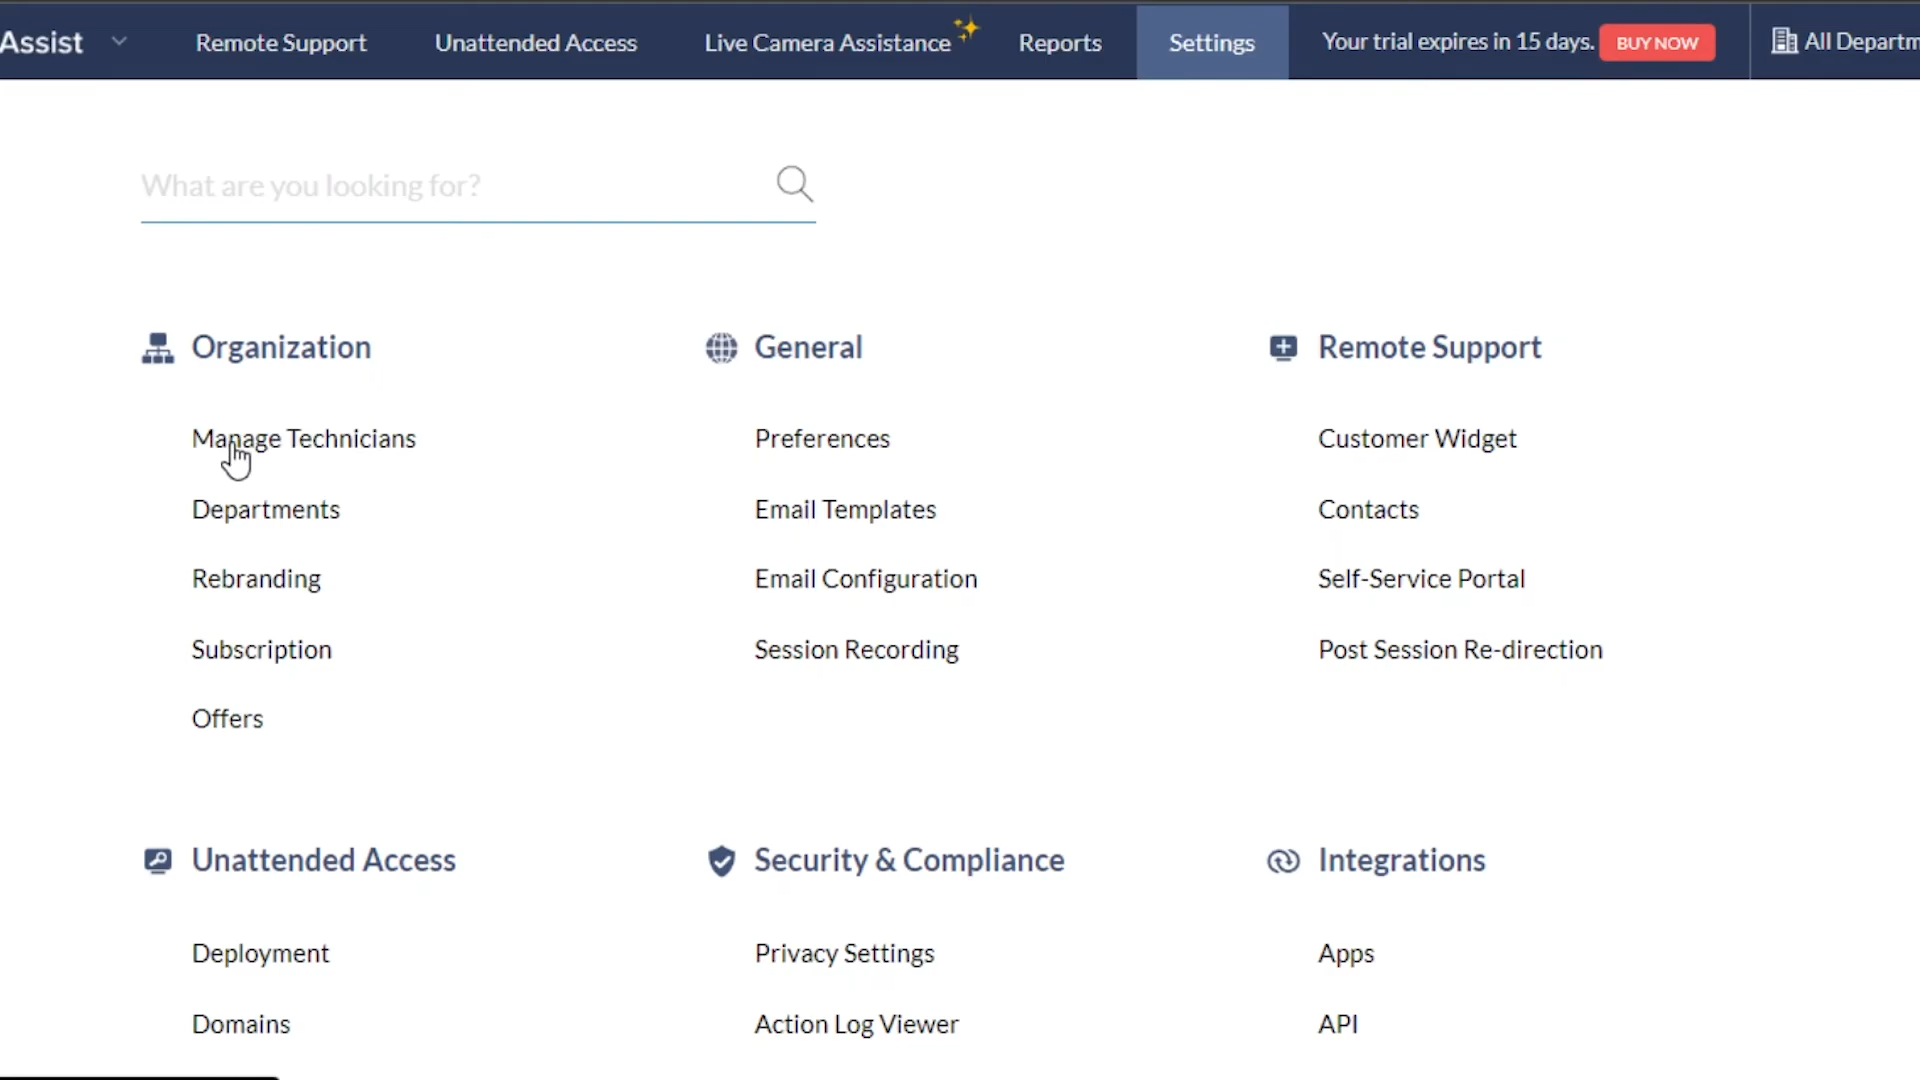 Assist Remote Support Unattended Access Live Camera Assistance Reports Settings Your trial expires in 15 days. BUY NOW All Departm
What are you looking for?
Organization General Remote Support
Manage Technicians Preferences Customer Widget
Departments Email Templates Contacts
Rebranding Email Configuration Self-Service Portal
Subscription Session Recording Post Session Re-direction
Offers
Unattended Access Security & Compliance Integrations
Deployment Privacy Settings Apps
Domains Action Log Viewer API